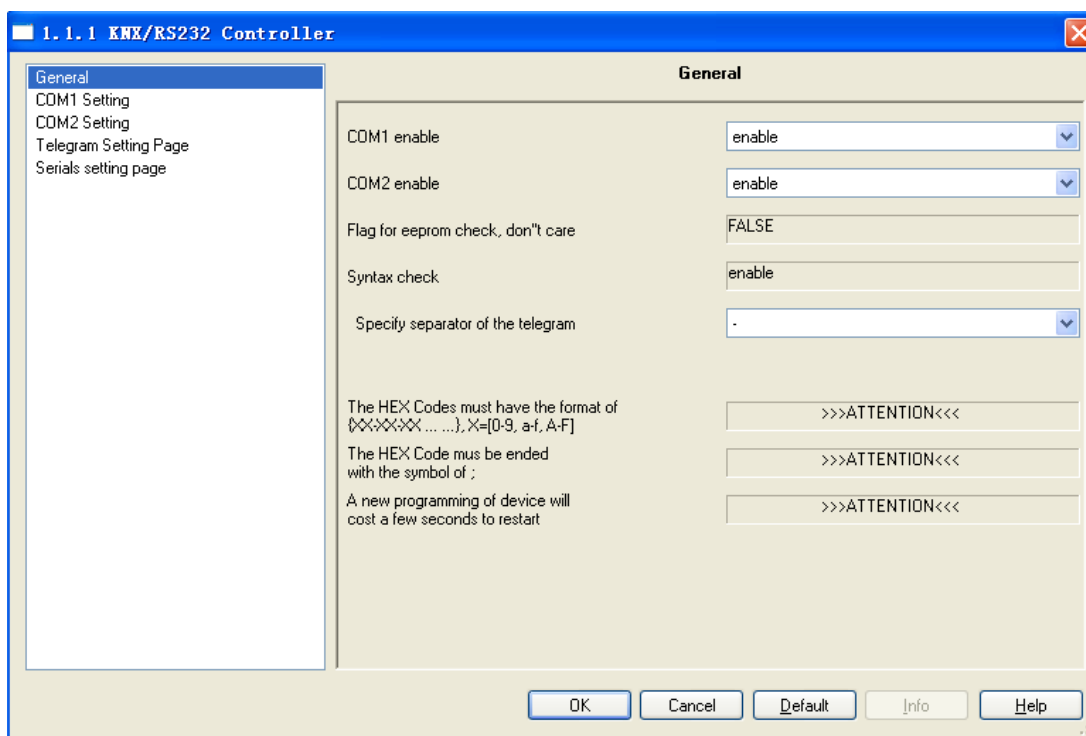 1.1.1 KNX/RS232 Controller
General
COM1 Setting
COM2 Setting
Telegram Setting Page
Serials setting page
General
COM1 enable
enable
COM2 enable
enable
Flag for eeprom check, don"t care
FALSE
Syntax check
enable
Specify separator of the telegram
-
The HEX Codes must have the format of
{XX-XX-XX ... ...}, X=[0-9, a-f, A-F]
>>>ATTENTION<<<
The HEX Code mus be ended
with the symbol of ;
>>>ATTENTION<<<
A new programming of device will
cost a few seconds to restart
>>>ATTENTION<<<
OK
Cancel
Default
Info
Help